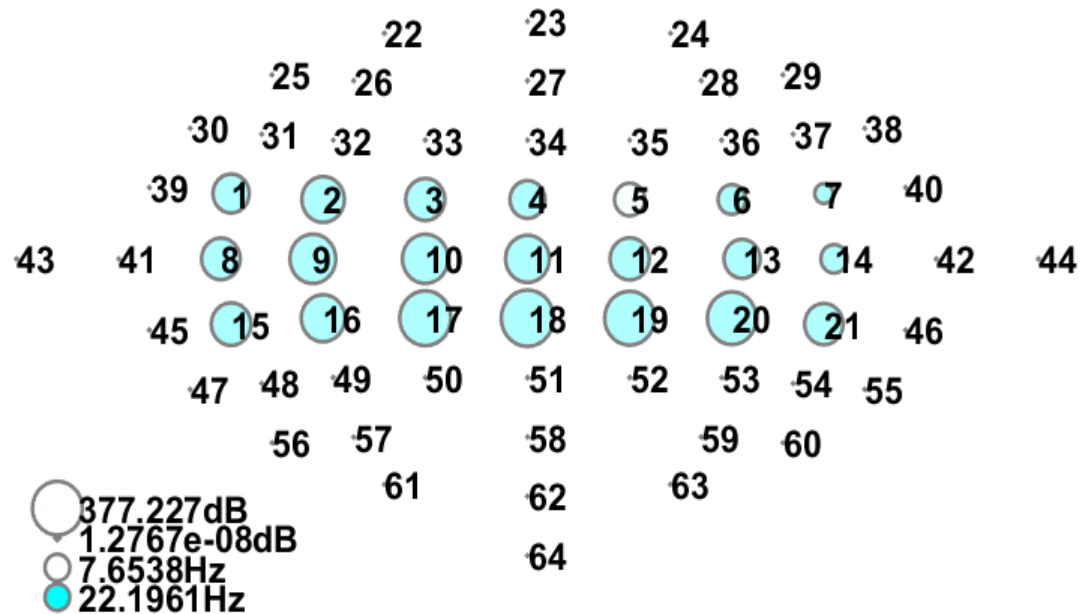 22 23 24
25 26 27 28 29
30 31 32 33 34 35 36 37 38
39 1 2 3 4 5 6 7 40
43 41 8 9 10 11 12 13 14 42 44
45 15 16 17 18 19 20 21 46
47 48 49 50 51 52 53 54 55
56 57 58 59 60
61 62 63
64
377.227dB
1.2767e-08dB
7.6538Hz
22.1961Hz